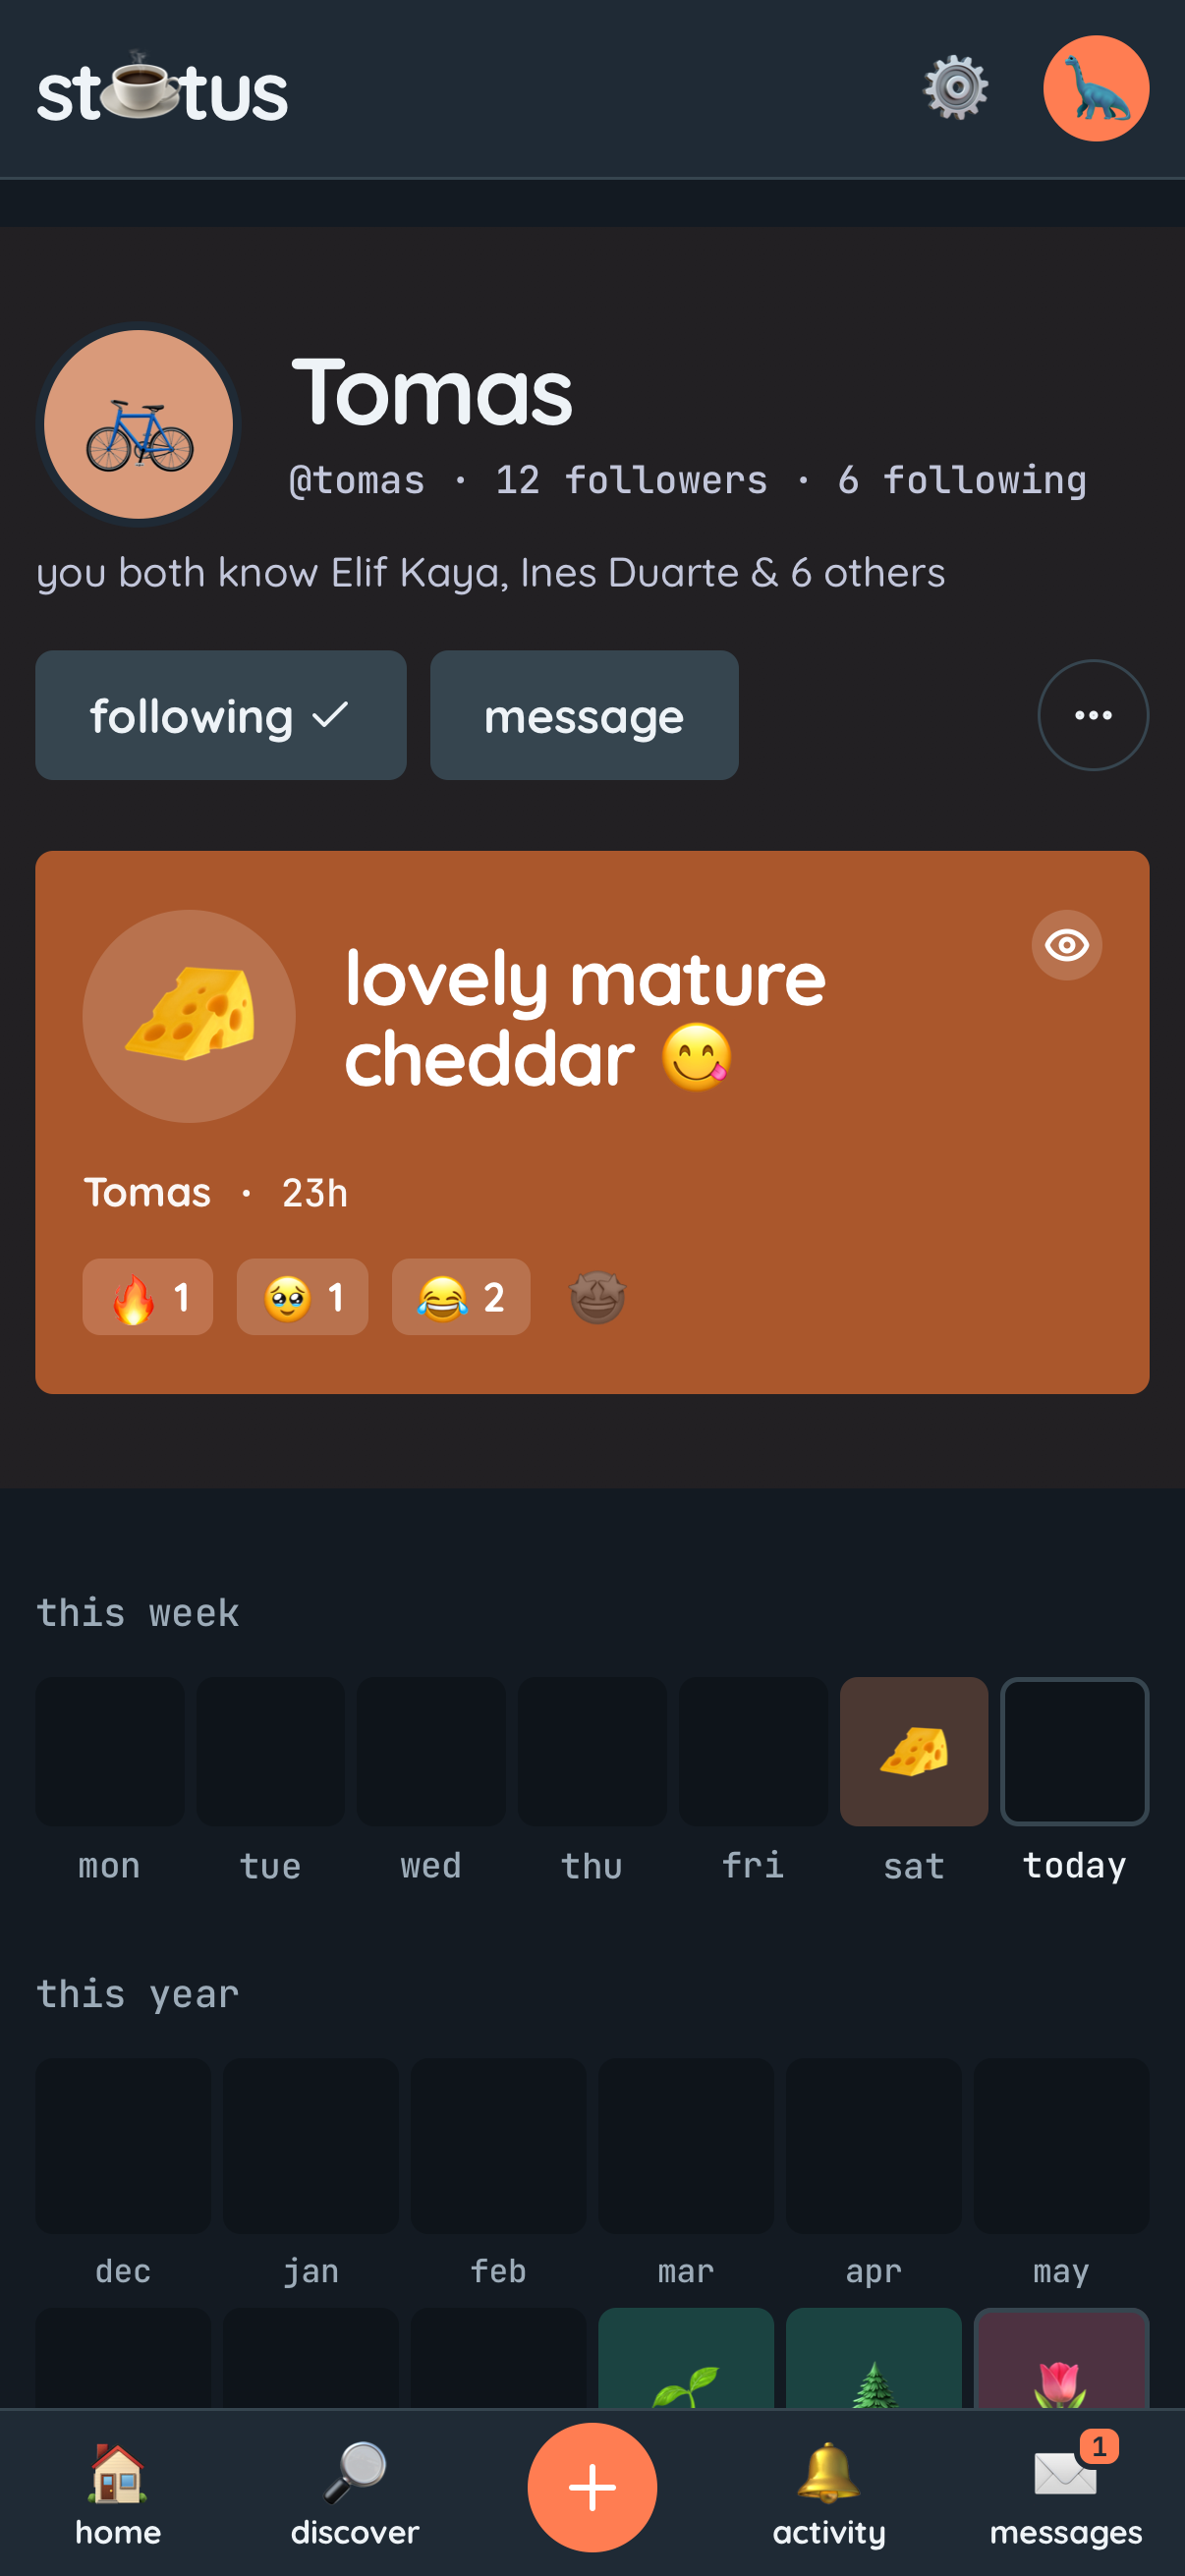 st☕tus
Tomas
@tomas · 12 followers · 6 following
you both know Elif Kaya, Ines Duarte & 6 others
following ✓
message
lovely mature
cheddar 😋
Tomas · 23h
🔥 1 🥹 1 😂 2
this week
mon tue wed thu fri sat today
this year
dec jan feb mar apr may
1
home discover activity messages